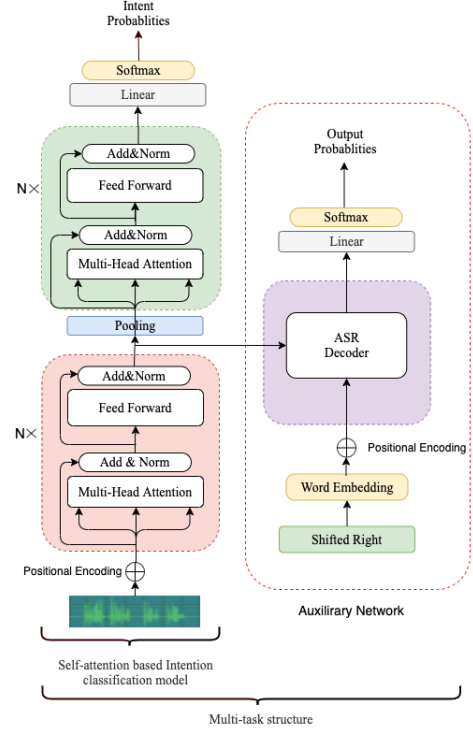 Intent
Probablities
Softmax
Linear
Add&Norm
N×
Feed Forward
Add&Norm
Multi-Head Attention
Pooling
Add&Norm
Feed Forward
N×
Add & Norm
Multi-Head Attention
Positional Encoding
Self-attention based Intention
classification model
Output
Probablities
Softmax
Linear
ASR
Decoder
Positional Encoding
Word Embedding
Shifted Right
Auxilirary Network
Multi-task structure